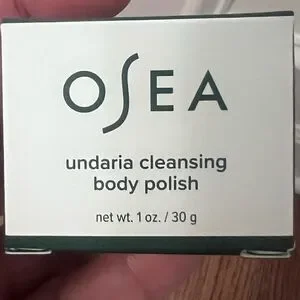 OSEA
undaria cleansing
body polish
net wt. 1 oz. / 30 g